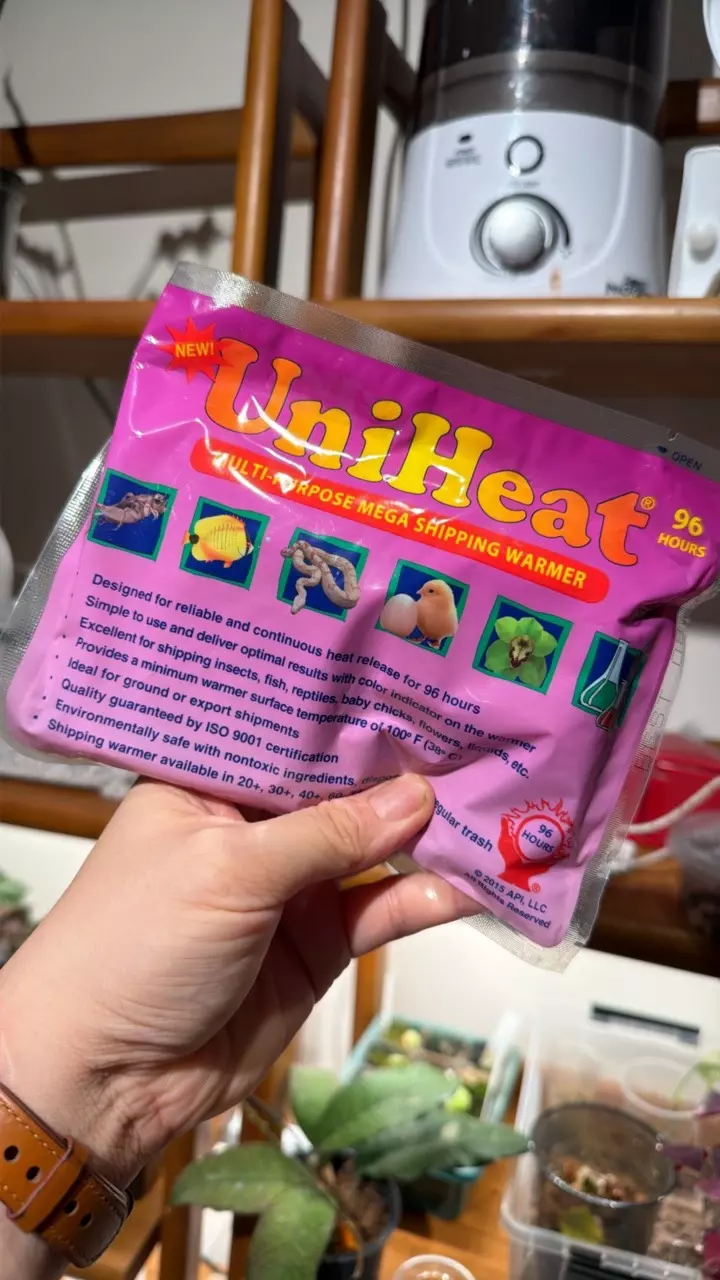 NEW!
UniHeat®
MULTI-PURPOSE MEGA SHIPPING WARMER
96
HOURS
OPEN
Designed for reliable and continuous heat release for 96 hours
Simple to use and deliver optimal results with color indicator on the warmer
Excellent for shipping insects, fish, reptiles, baby chicks, flowers, liquids, etc.
Provides a minimum warmer surface temperature of 100° F (38° C)
Ideal for ground or export shipments
Quality guaranteed by ISO 9001 certification
Environmentally safe with nontoxic ingredients, regular trash
Shipping warmer available in 20+, 30+, 40+,
96
HOURS
®
© 2015 API, LLC
All Rights Reserved